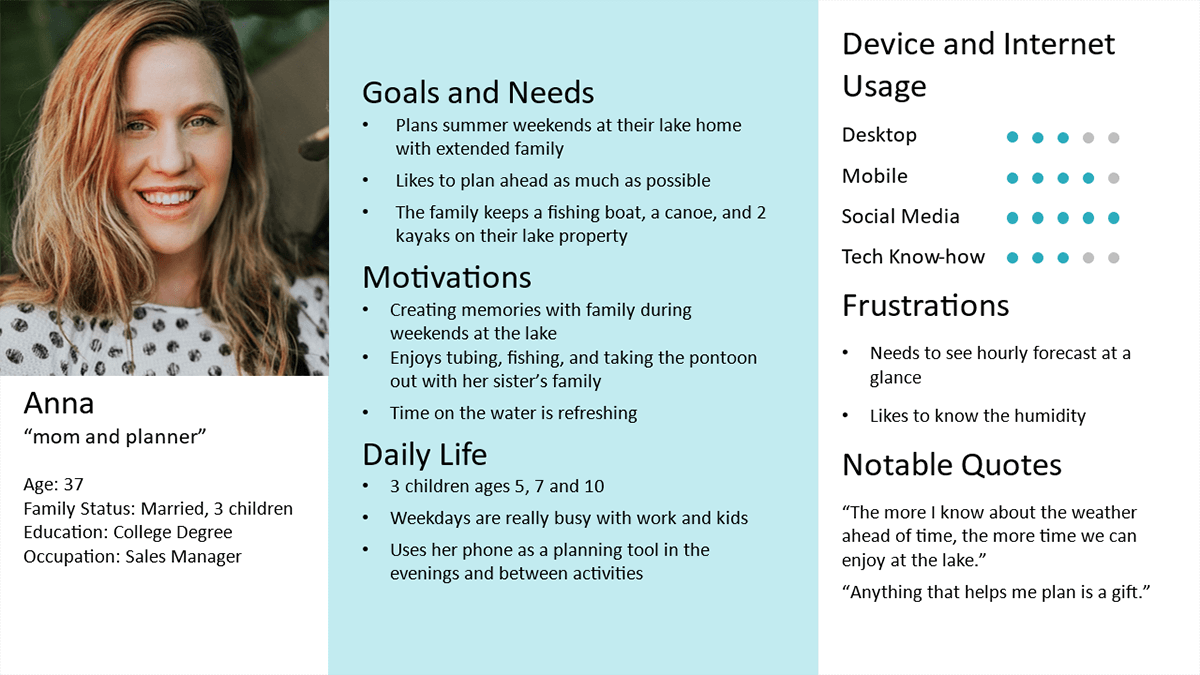 Anna
“mom and planner”
Age: 37
Family Status: Married, 3 children
Education: College Degree
Occupation: Sales Manager
Goals and Needs
• Plans summer weekends at their lake home
with extended family
• Likes to plan ahead as much as possible
• The family keeps a fishing boat, a canoe, and 2
kayaks on their lake property
Motivations
• Creating memories with family during
weekends at the lake
• Enjoys tubing, fishing, and taking the pontoon
out with her sister’s family
• Time on the water is refreshing
Daily Life
• 3 children ages 5, 7 and 10
• Weekdays are really busy with work and kids
• Uses her phone as a planning tool in the
evenings and between activities
Device and Internet
Usage
Desktop
Mobile
Social Media
Tech Know-how
Frustrations
• Needs to see hourly forecast at a
glance
• Likes to know the humidity
Notable Quotes
“The more I know about the weather
ahead of time, the more time we can
enjoy at the lake.”
“Anything that helps me plan is a gift.”